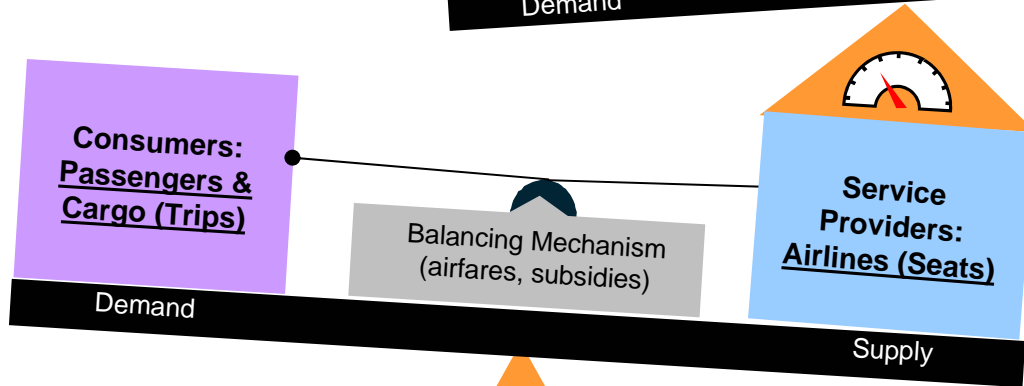 Demand
Consumers:
Passengers &
Cargo (Trips)
Balancing Mechanism
(airfares, subsidies)
Service
Providers:
Airlines (Seats)
Demand
Supply